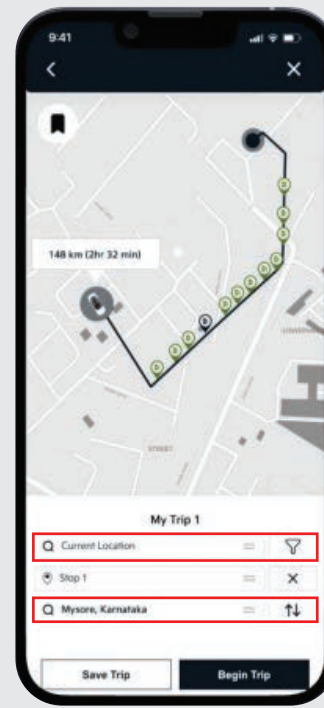 9:41
148 km (2hr 32 min)
STREET
My Trip 1
Current Location
Stop 1
Mysore, Karnataka
Save Trip
Begin Trip